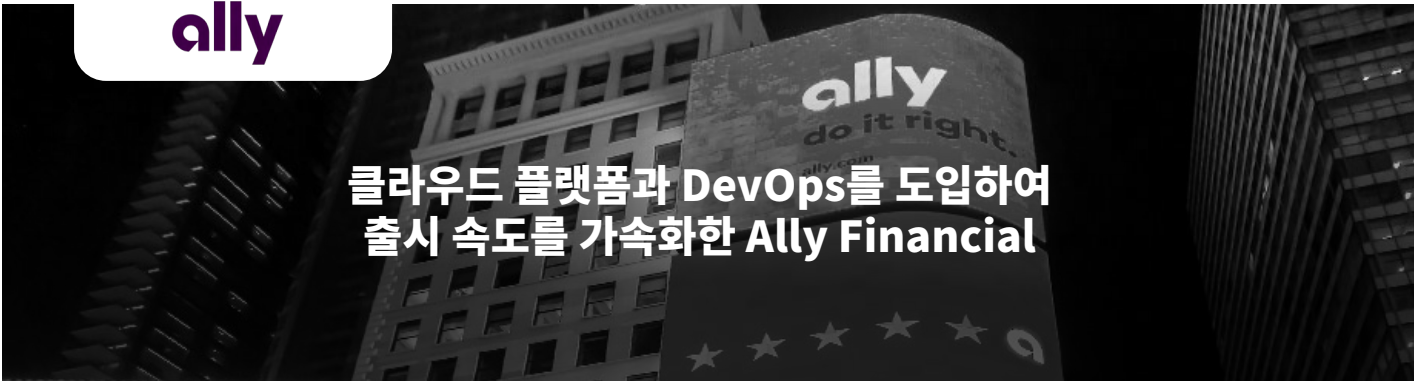 ally
ally
do it right.
ally.com
클라우드 플랫폼과 DevOps를 도입하여
출시 속도를 가속화한 Ally Financial